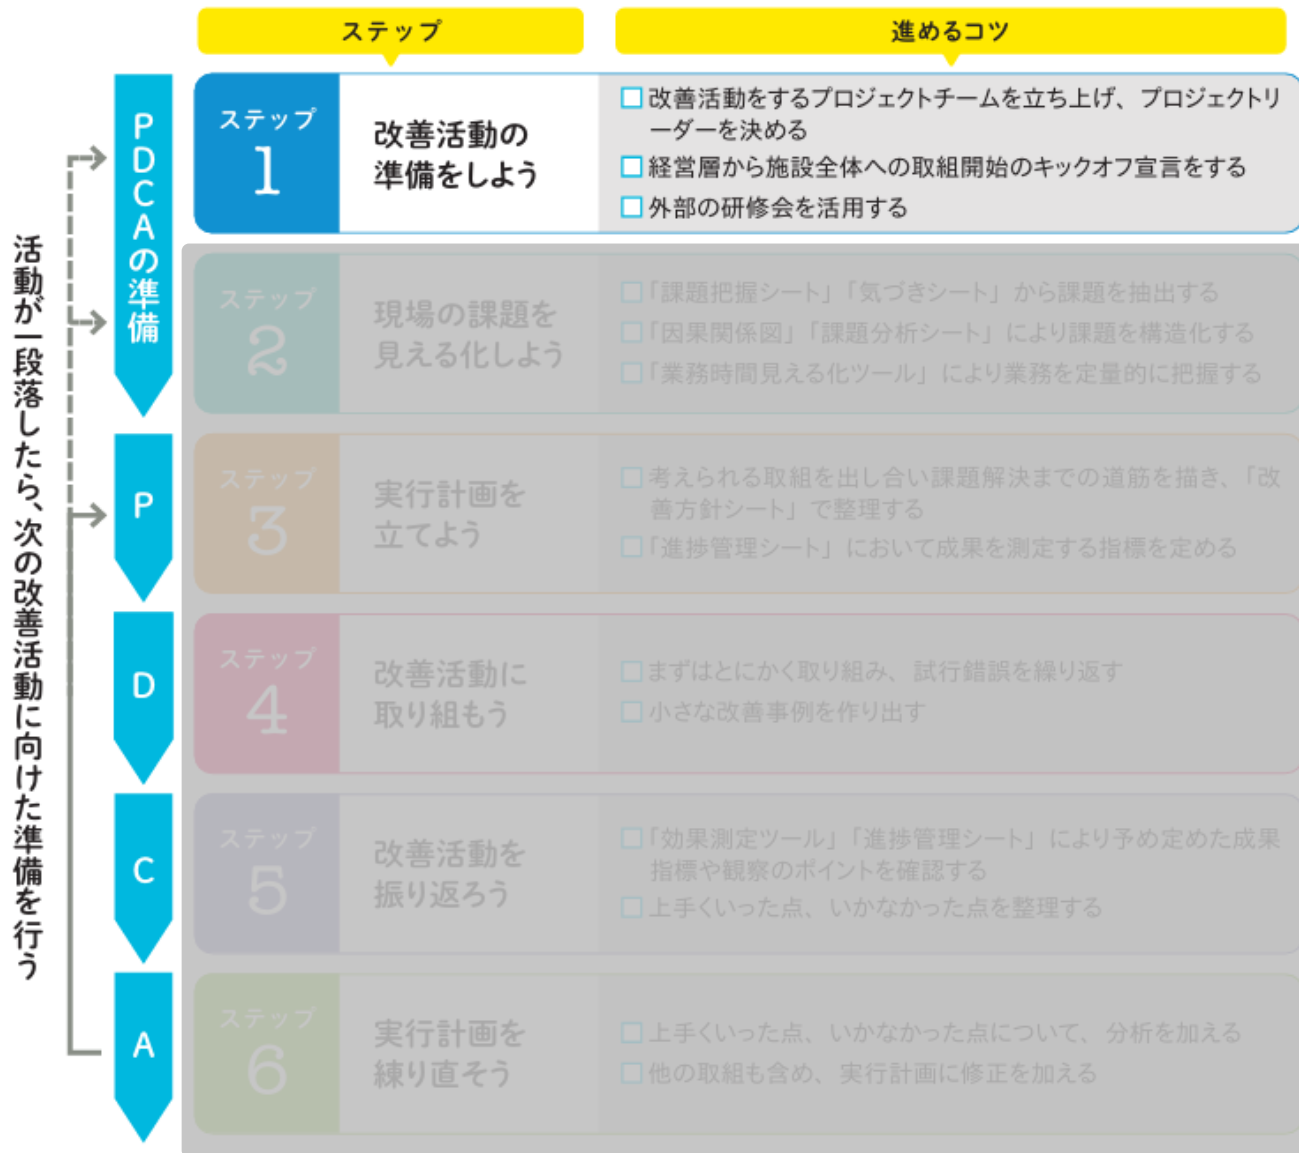 ステップ
進めるコツ
活動が一段落したら、次の改善活動に向けた準備を行う
PDCAの準備
ステップ
1
改善活動の
準備をしよう
□改善活動をするプロジェクトチームを立ち上げ、プロジェクトリ
ーダーを決める
□経営層から施設全体への取組開始のキックオフ宣言をする
□外部の研修会を活用する
ステップ
2
現場の課題を
見える化しよう
□「課題把握シート」「気づきシート」から課題を抽出する
□「因果関係図」「課題分析シート」により課題を構造化する
□「業務時間見える化ツール」により業務を定量的に把握する
P
ステップ
3
実行計画を
立てよう
□考えられる取組を出し合い課題解決までの道筋を描き、「改
善方針シート」で整理する
□「進捗管理シート」において成果を測定する指標を定める
D
ステップ
4
改善活動に
取り組もう
□まずはとにかく取り組み、試行錯誤を繰り返す
□小さな改善事例を作り出す
C
ステップ
5
改善活動を
振り返ろう
□「効果測定ツール」「進捗管理シート」により予め定めた成果
指標や観察のポイントを確認する
□上手くいった点、いかなかった点を整理する
A
ステップ
6
実行計画を
練り直そう
□上手くいった点、いかなかった点について、分析を加える
□他の取組も含め、実行計画に修正を加える